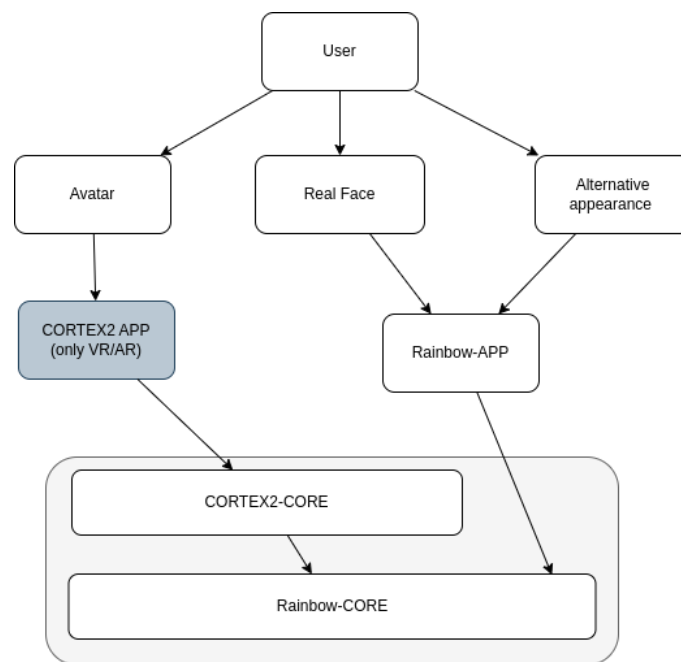 User
Avatar
Real Face
Alternative
appearance
CORTEX2 APP
(only VR/AR)
Rainbow-APP
CORTEX2-CORE
Rainbow-CORE